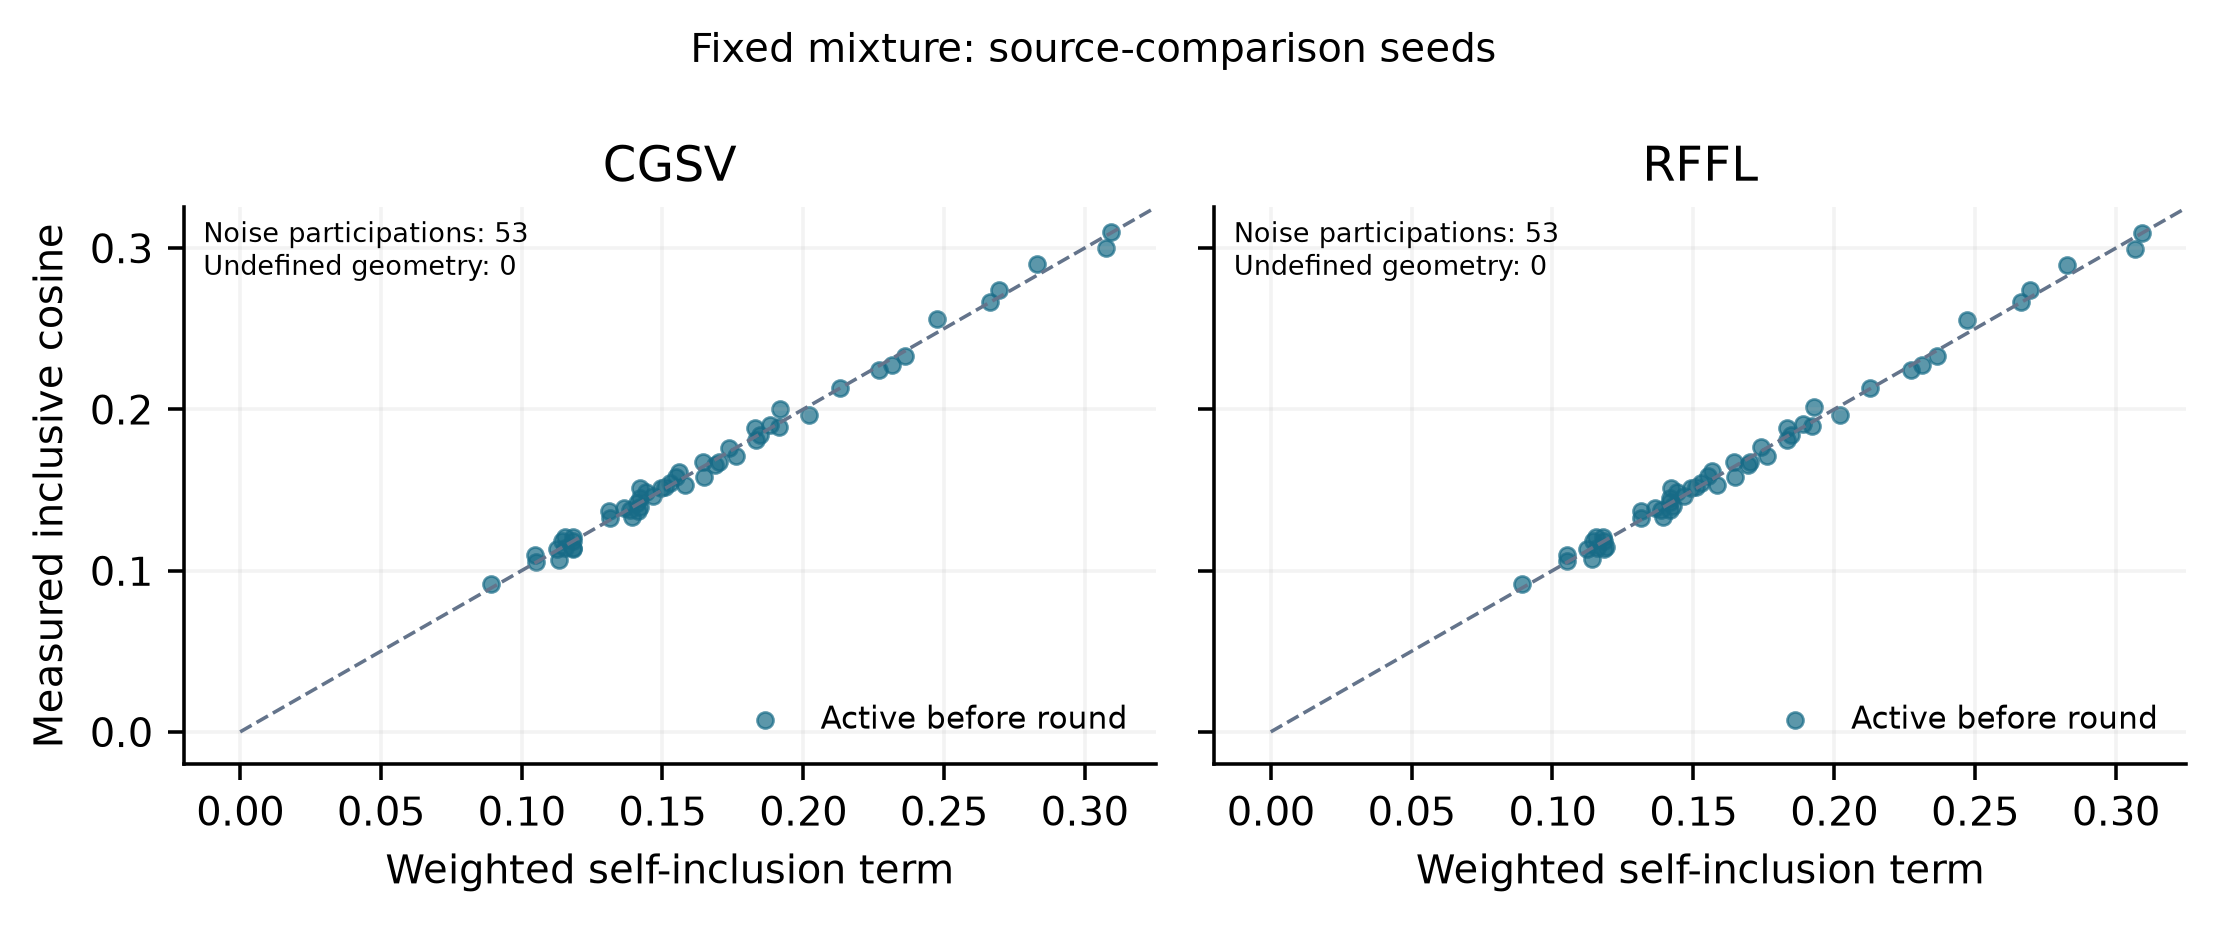 Fixed mixture: source-comparison seeds
CGSV
Noise participations: 53
Undefined geometry: 0
Measured inclusive cosine
0.3
0.2
0.1
0.0
Active before round
0.00 0.05 0.10 0.15 0.20 0.25 0.30
Weighted self-inclusion term
RFFL
Noise participations: 53
Undefined geometry: 0
Active before round
0.00 0.05 0.10 0.15 0.20 0.25 0.30
Weighted self-inclusion term